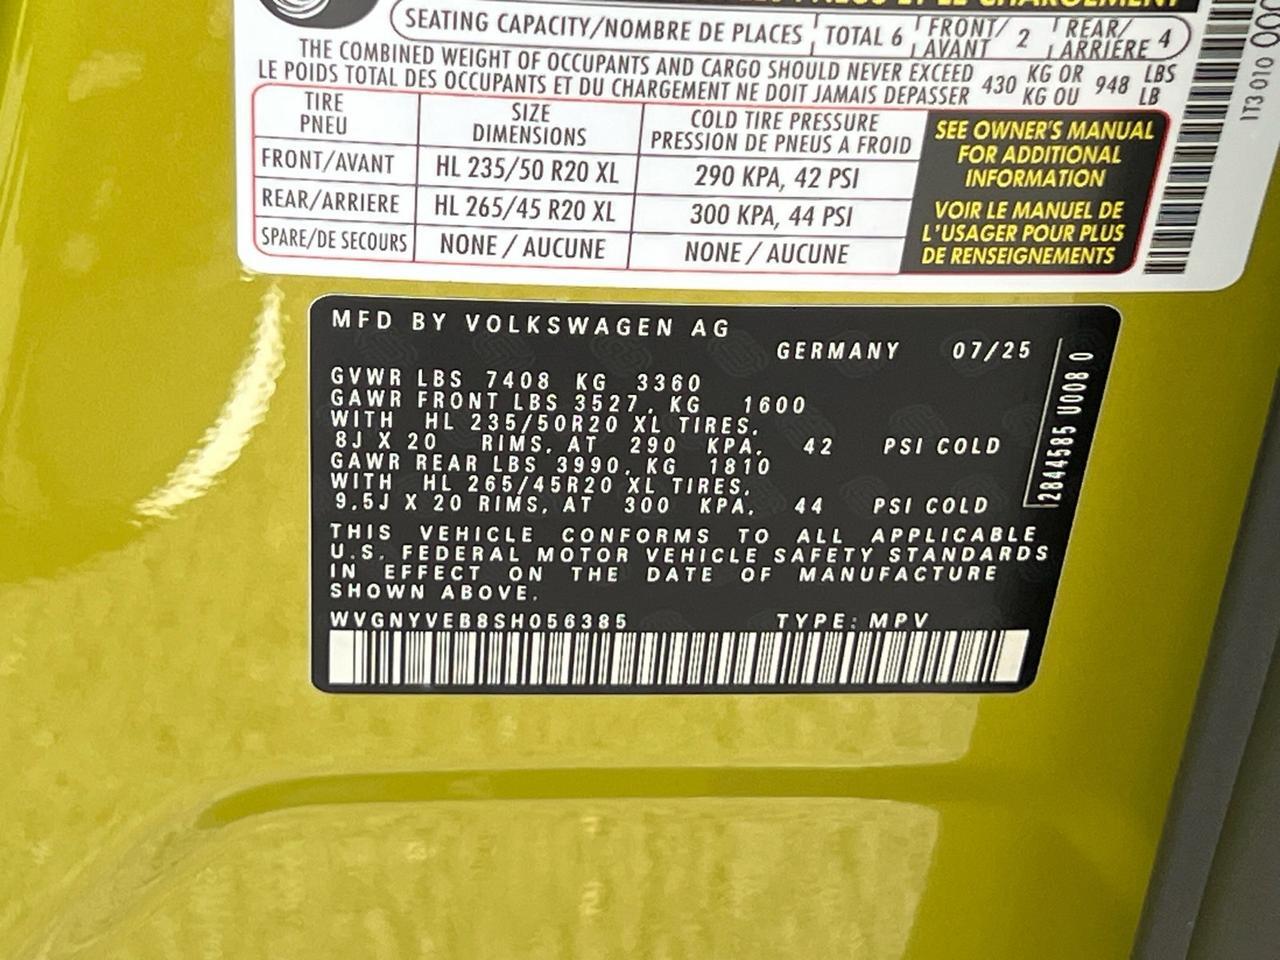 SEATING CAPACITY/NOMBRE DE PLACES TOTAL 6 FRONT/AVANT 2 REAR/ARRIÈRE 4
THE COMBINED WEIGHT OF OCCUPANTS AND CARGO SHOULD NEVER EXCEED 430 KG OR 948 LBS
LE POIDS TOTAL DES OCCUPANTS ET DU CHARGEMENT NE DOIT JAMAIS DEPASSER KG OU LB
TIRE PNEU SIZE DIMENSIONS COLD TIRE PRESSURE PRESSION DE PNEUS A FROID
FRONT/AVANT HL 235/50 R20 XL 290 KPA, 42 PSI
REAR/ARRIERE HL 265/45 R20 XL 300 KPA, 44 PSI
SPARE/DE SECOURS NONE / AUCUNE NONE / AUCUNE
SEE OWNER'S MANUAL
FOR ADDITIONAL
INFORMATION
VOIR LE MANUEL DE
L'USAGER POUR PLUS
DE RENSEIGNEMENTS
MFD BY VOLKSWAGEN AG
GERMANY 07/25
GVWR LBS 7408 KG 3360
GAWR FRONT LBS 3527, KG 1600
WITH HL 235/50R20 XL TIRES,
8J X 20 RIMS, AT 290 KPA, 42 PSI COLD
GAWR REAR LBS 3990, KG 1810
WITH HL 265/45R20 XL TIRES,
9.5J X 20 RIMS, AT 300 KPA, 44 PSI COLD
THIS VEHICLE CONFORMS TO ALL APPLICABLE
U.S. FEDERAL MOTOR VEHICLE SAFETY STANDARDS
IN EFFECT ON THE DATE OF MANUFACTURE
SHOWN ABOVE.
WVGNYVEB8SH056385 TYPE: MPV
2844585 U008 0